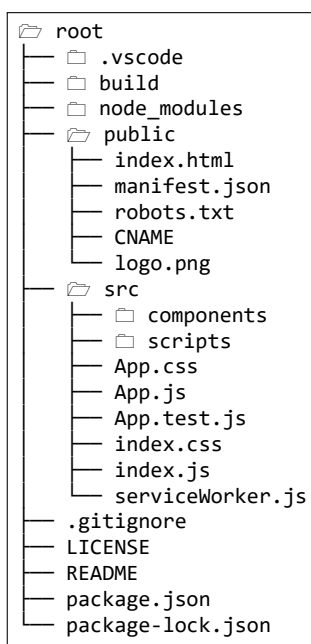 root
.vscode
build
node_modules
public
index.html
manifest.json
robots.txt
CNAME
logo.png
src
components
scripts
App.css
App.js
App.test.js
index.css
index.js
serviceWorker.js
.gitignore
LICENSE
README
package.json
package-lock.json